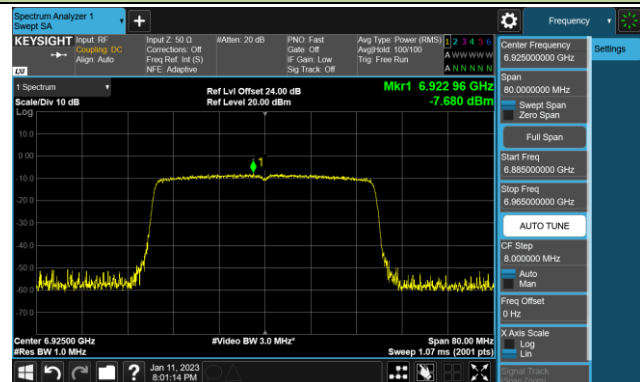 Spectrum Analyzer 1
Swept SA
Frequency
KEYSIGHT
Input: RF
Coupling: DC
Align: Auto
Input Z: 50 Ω
Corrections: Off
Freq Ref: Int (S)
NFE: Adaptive
#Atten: 20 dB
PNO: Fast
Gate: Off
IF Gain: Low
Sig Track: Off
Avg Type: Power (RMS)
Avg|Hold: 100/100
Trig: Free Run
1 2 3 4 5 6
A W W W W W
A N N N N N
LXI
1 Spectrum
Scale/Div 10 dB
Log
Ref Lvl Offset 24.00 dB
Ref Level 20.00 dBm
Mkr1 6.922 96 GHz
-7.680 dBm
10.0
0.00
-10.0
-20.0
-30.0
-40.0
-50.0
-60.0
-70.0
1
Center 6.92500 GHz
#Res BW 1.0 MHz
#Video BW 3.0 MHz*
Span 80.00 MHz
Sweep 1.07 ms (2001 pts)
Center Frequency
6.925000000 GHz
Settings
Span
80.0000000 MHz
Swept Span
Zero Span
Full Span
Start Freq
6.885000000 GHz
Stop Freq
6.965000000 GHz
AUTO TUNE
CF Step
8.000000 MHz
Auto
Man
Freq Offset
0 Hz
X Axis Scale
Log
Lin
Signal Track
(Span Zoom)
Jan 11, 2023
8:01:14 PM